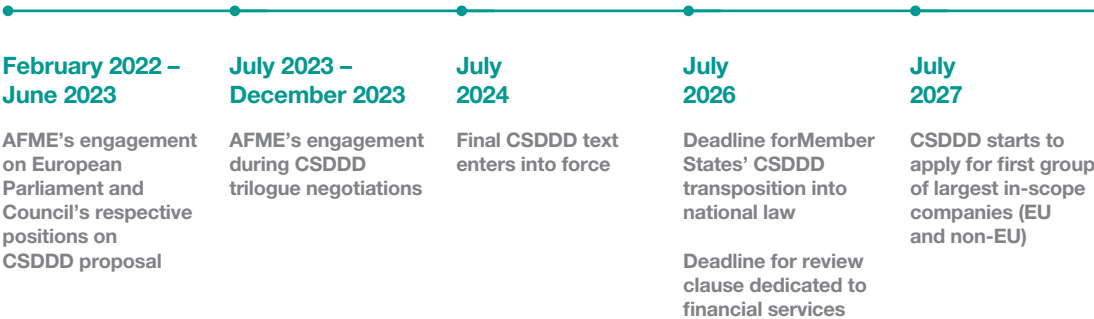 February 2022 –
June 2023
AFME's engagement
on European
Parliament and
Council's respective
positions on
CSDDD proposal
July 2023 –
December 2023
AFME's engagement
during CSDDD
trilogue negotiations
July
2024
Final CSDDD text
enters into force
July
2026
Deadline forMember
States' CSDDD
transposition into
national law
Deadline for review
clause dedicated to
financial services
July
2027
CSDDD starts to
apply for first group
of largest in-scope
companies (EU
and non-EU)